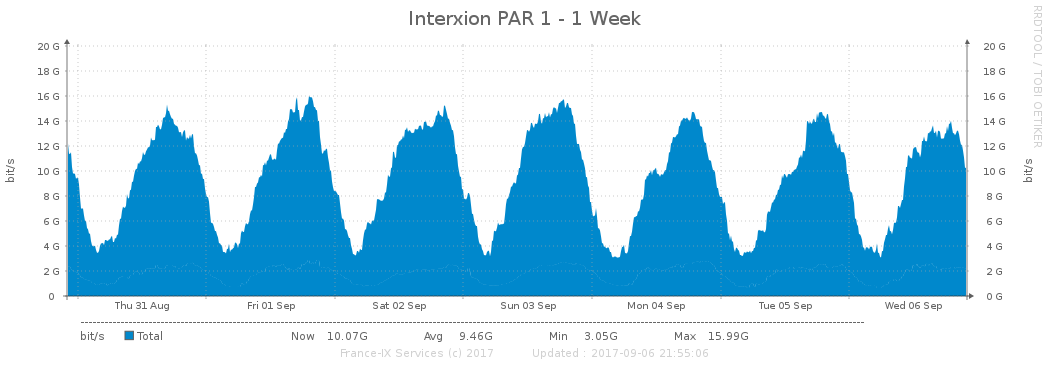 Interxion PAR 1 - 1 Week
RRDTOOL / TOBI OETIKER
bit/s
bit/s
20 G 20 G
18 G 18 G
16 G 16 G
14 G 14 G
12 G 12 G
10 G 10 G
8 G 8 G
6 G 6 G
4 G 4 G
2 G 2 G
0 0 G
Thu 31 Aug Fri 01 Sep Sat 02 Sep Sun 03 Sep Mon 04 Sep Tue 05 Sep Wed 06 Sep
bit/s Total Now 10.07G Avg 9.46G Min 3.05G Max 15.99G
France-IX Services (c) 2017 Updated : 2017-09-06 21:55:06